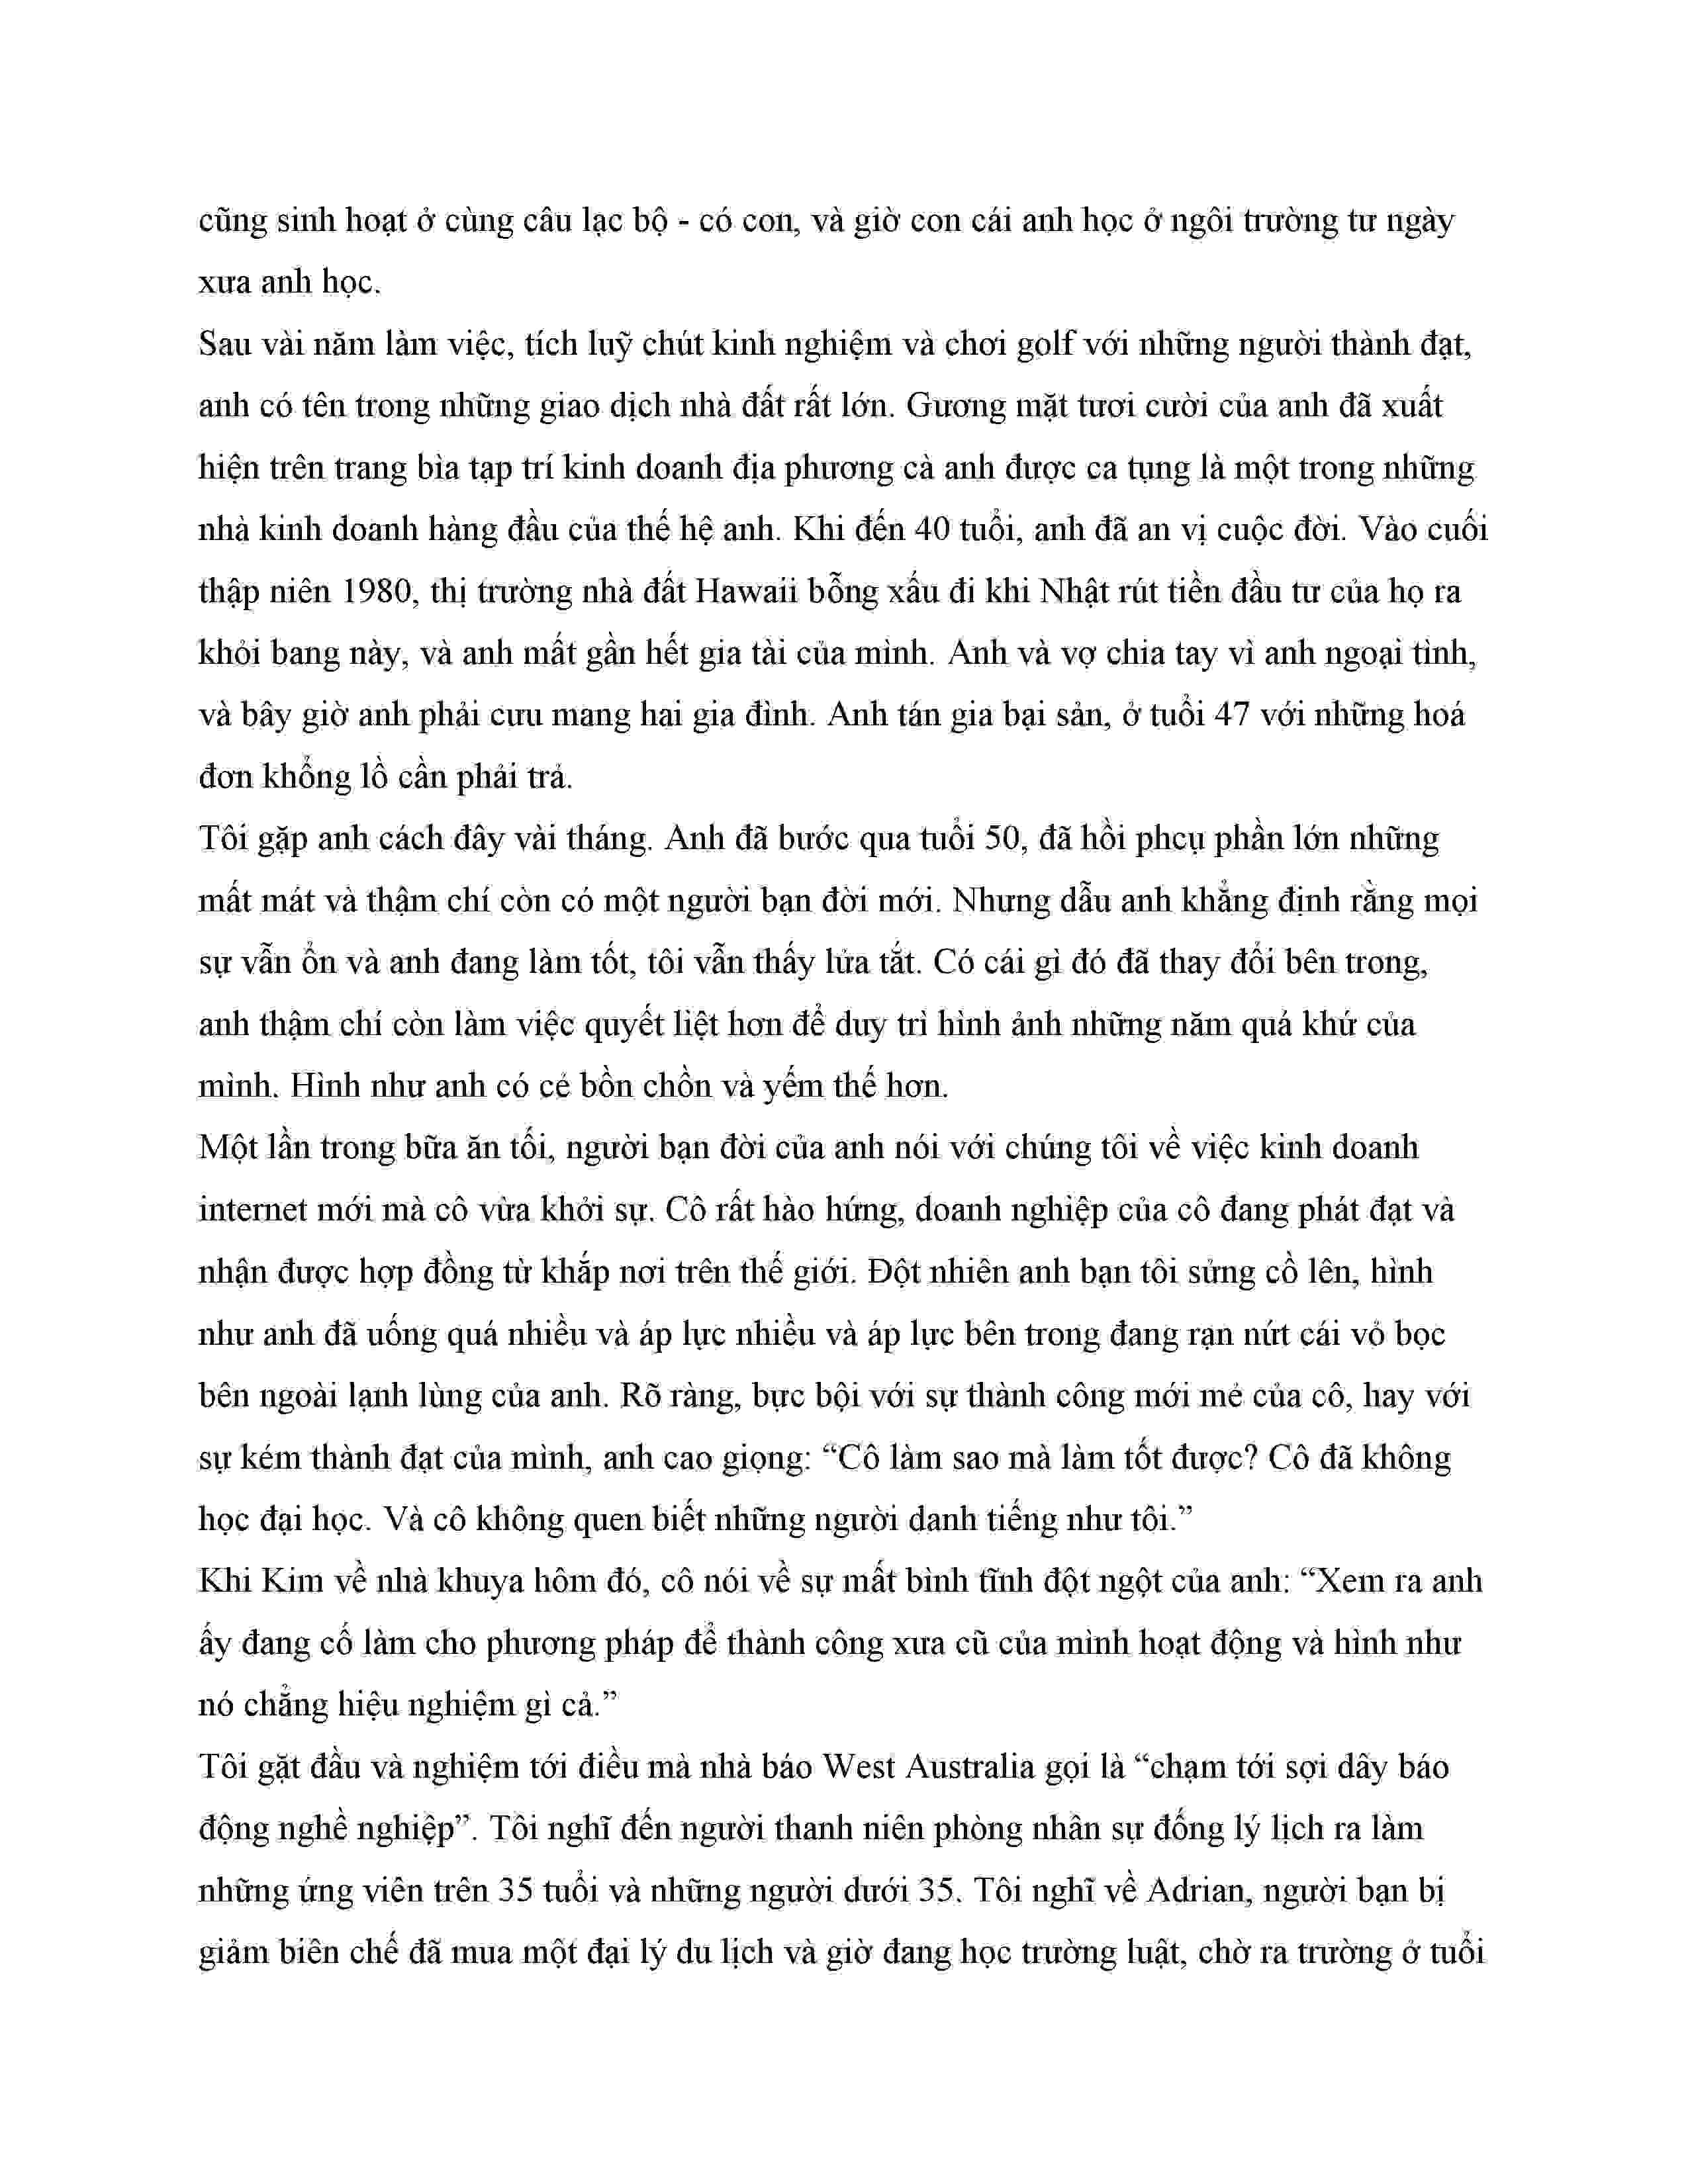 cũng sinh hoạt ở cùng câu lạc bộ - có con, và giờ con cái anh học ở ngôi trường tư ngày
xưa anh học.
Sau vài năm làm việc, tích luỹ chút kinh nghiệm và chơi golf với những người thành đạt,
anh có tên trong những giao dịch nhà đất rất lớn. Gương mặt tươi cười của anh đã xuất
hiện trên trang bìa tạp trí kinh doanh địa phương cà anh được ca tụng là một trong những
nhà kinh doanh hàng đầu của thế hệ anh. Khi đến 40 tuổi, anh đã an vị cuộc đời. Vào cuối
thập niên 1980, thị trường nhà đất Hawaii bỗng xấu đi khi Nhật rút tiền đầu tư của họ ra
khỏi bang này, và anh mất gần hết gia tài của mình. Anh và vợ chia tay vì anh ngoại tình,
và bây giờ anh phải cưu mang hai gia đình. Anh tán gia bại sản, ở tuổi 47 với những hoá
đơn khổng lồ cần phải trả.
Tôi gặp anh cách đây vài tháng. Anh đã bước qua tuổi 50, đã hồi phcụ phần lớn những
mất mát và thậm chí còn có một người bạn đời mới. Nhưng dẫu anh khẳng định rằng mọi
sự vẫn ổn và anh đang làm tốt, tôi vẫn thấy lửa tắt. Có cái gì đó đã thay đổi bên trong,
anh thậm chí còn làm việc quyết liệt hơn để duy trì hình ảnh những năm quá khứ của
mình. Hình như anh có cẻ bồn chồn và yếm thế hơn.
Một lần trong bữa ăn tối, người bạn đời của anh nói với chúng tôi về việc kinh doanh
internet mới mà cô vừa khởi sự. Cô rất hào hứng, doanh nghiệp của cô đang phát đạt và
nhận được hợp đồng từ khắp nơi trên thế giới. Đột nhiên anh bạn tôi sửng cồ lên, hình
như anh đã uống quá nhiều và áp lực nhiều và áp lực bên trong đang rạn nứt cái vỏ bọc
bên ngoài lạnh lùng của anh. Rõ ràng, bực bội với sự thành công mới mẻ của cô, hay với
sự kém thành đạt của mình, anh cao giọng: “Cô làm sao mà làm tốt được? Cô đã không
học đại học. Và cô không quen biết những người danh tiếng như tôi.”
Khi Kim về nhà khuya hôm đó, cô nói về sự mất bình tĩnh đột ngột của anh: “Xem ra anh
ấy đang cố làm cho phương pháp để thành công xưa cũ của mình hoạt động và hình như
nó chẳng hiệu nghiệm gì cả.”
Tôi gặt đầu và nghiệm tới điều mà nhà báo West Australia gọi là “chạm tới sợi dây báo
động nghề nghiệp”. Tôi nghĩ đến người thanh niên phòng nhân sự đống lý lịch ra làm
những ứng viên trên 35 tuổi và những người dưới 35. Tôi nghĩ về Adrian, người bạn bị
giảm biên chế đã mua một đại lý du lịch và giờ đang học trường luật, chờ ra trường ở tuổi